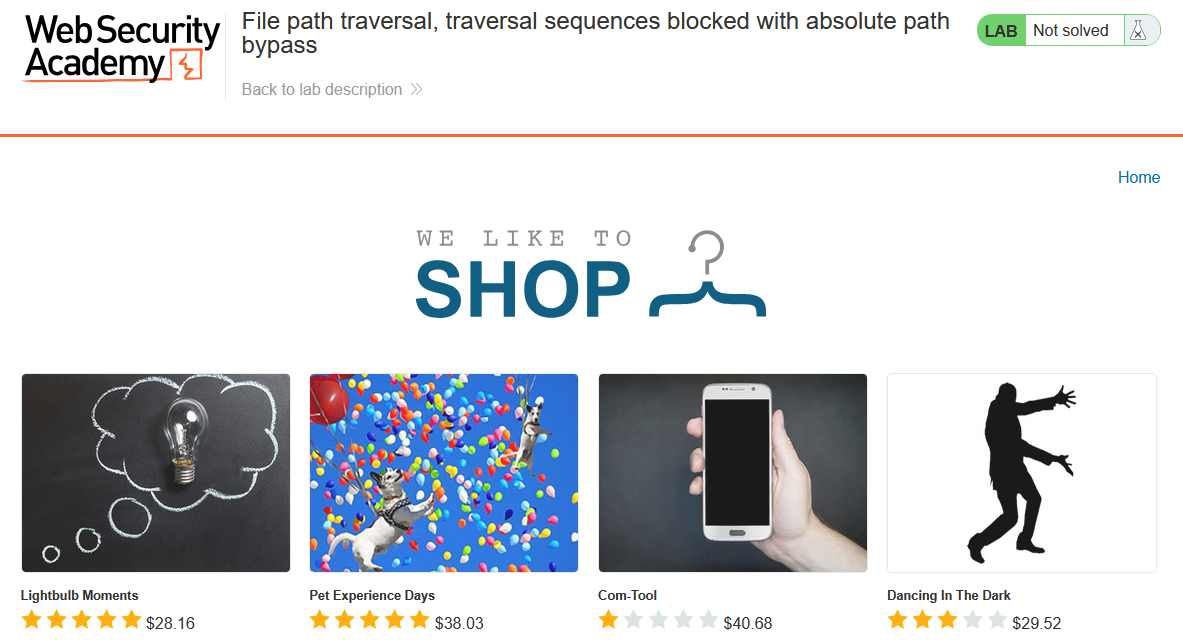 Web Security
Academy
File path traversal, traversal sequences blocked with absolute path
bypass
Back to lab description
LAB Not solved
Home
WE LIKE TO
SHOP
Lightbulb Moments
$28.16
Pet Experience Days
$38.03
Com-Tool
$40.68
Dancing In The Dark
$29.52